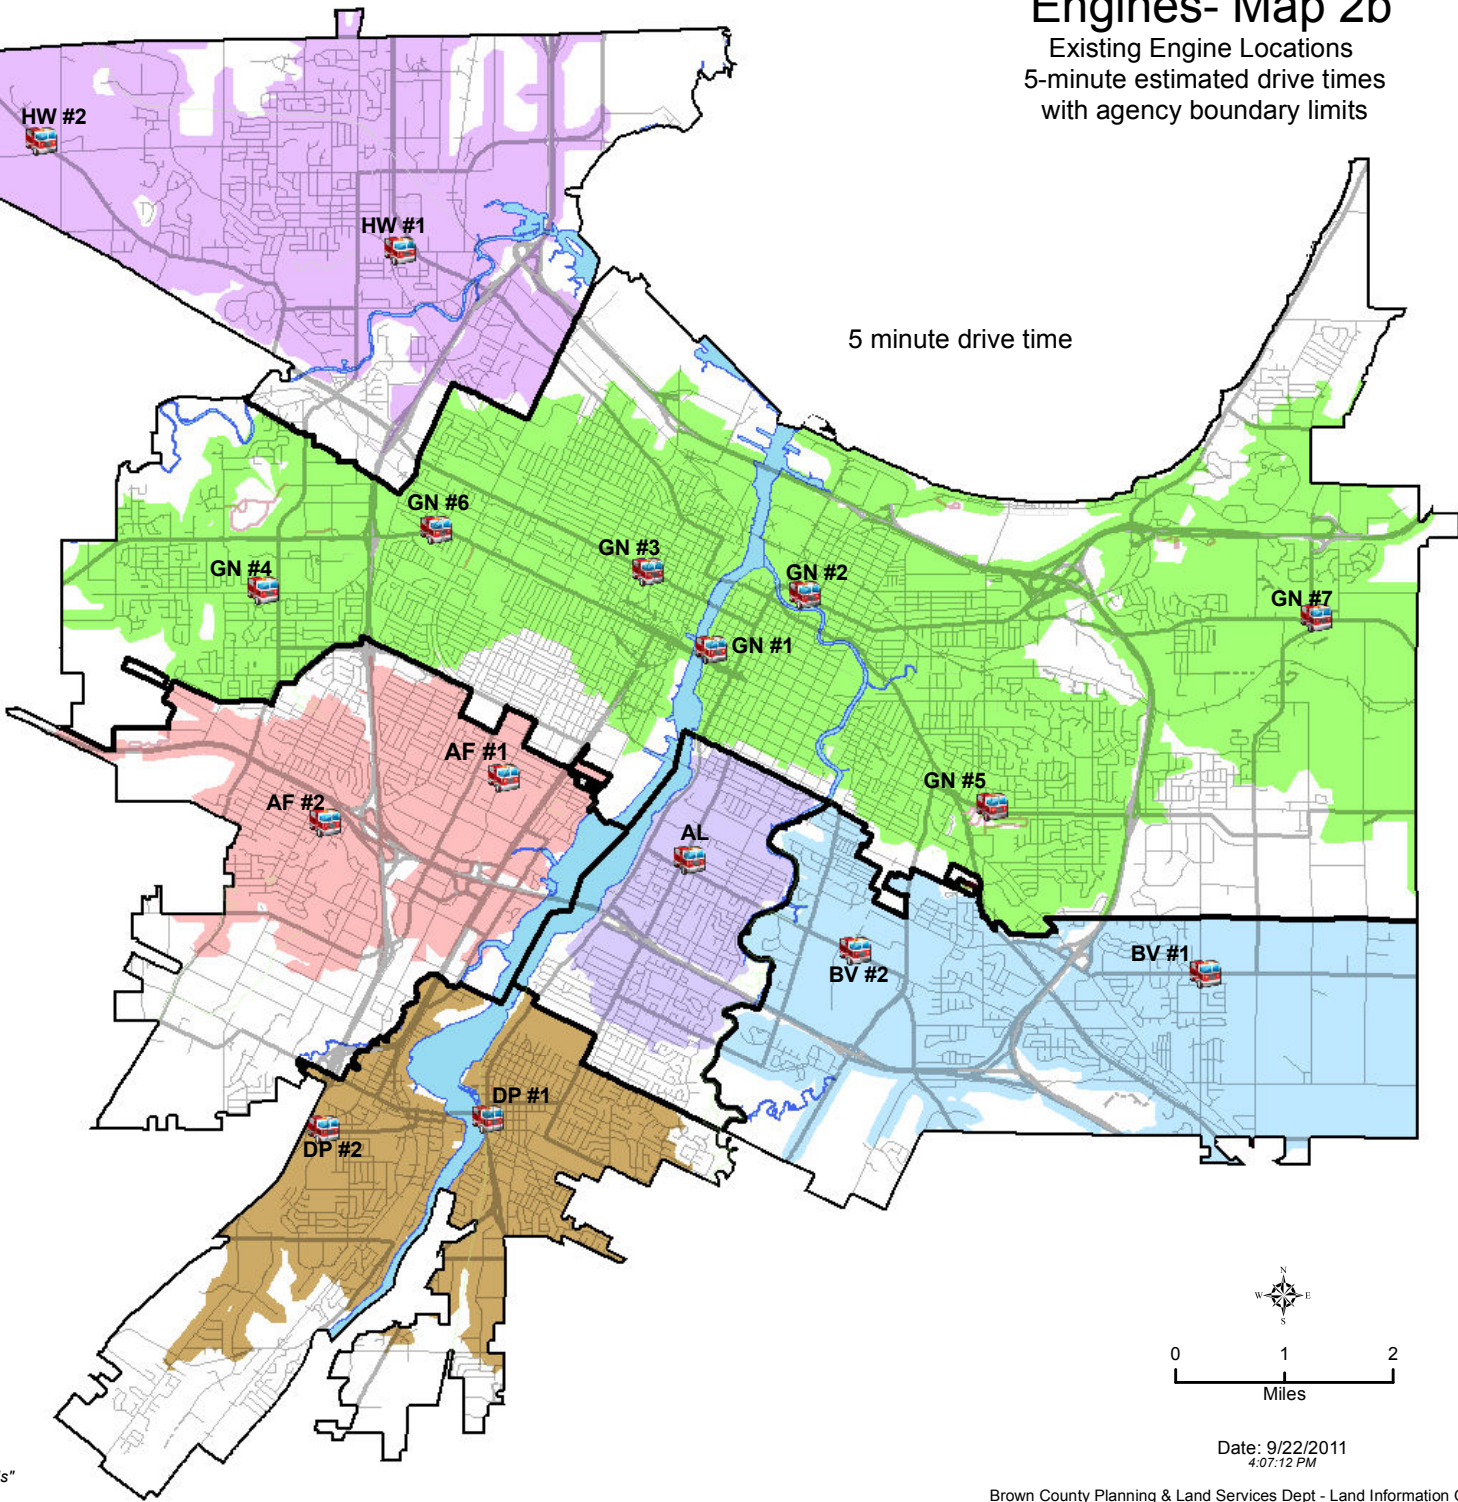 Engines- Map 2b
Existing Engine Locations
5-minute estimated drive times
with agency boundary limits
HW #2
HW #1
5 minute drive time
GN #6
GN #3
GN #4
GN #2
GN #7
GN #1
AF #1
GN #5
AF #2
AL
BV #1
BV #2
DP #1
DP #2
N
W E
S
0 1 2
Miles
Date: 9/22/2011
4:07:12 PM
s"
Brown County Planning & Land Services Dept - Land Information